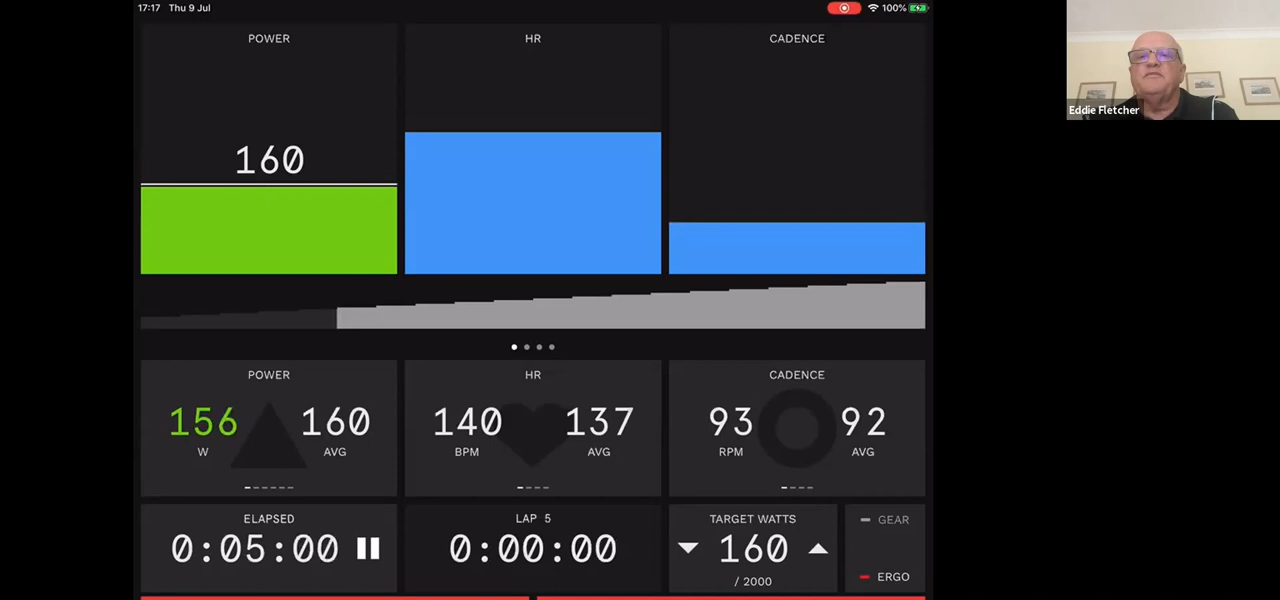 17:17 Thu 9 Jul
100%
POWER
HR
CADENCE
160
Eddie Fletcher
POWER
HR
CADENCE
156 160
W AVG
140 137
BPM AVG
93 92
RPM AVG
ELAPSED
0:05:00
LAP 5
0:00:00
TARGET WATTS
160
/ 2000
GEAR
ERGO